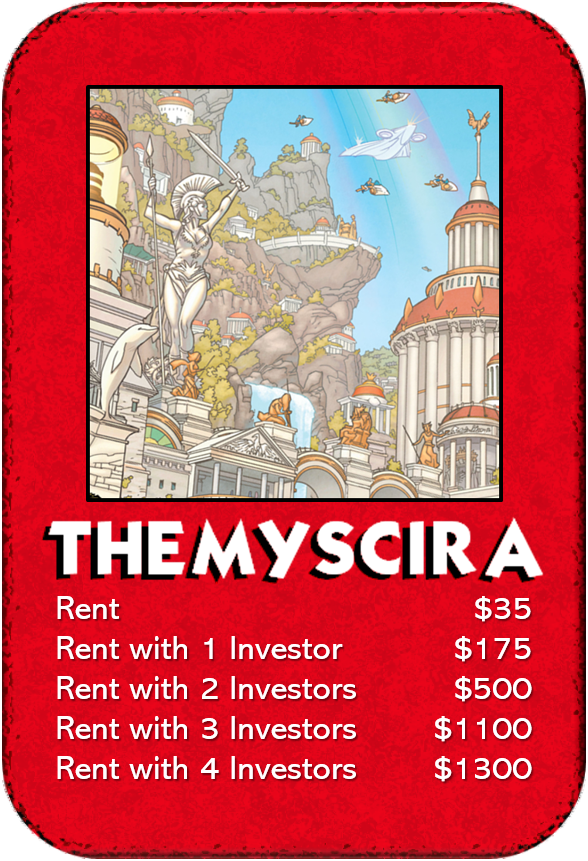 THEMYSCIRA
Rent $35
Rent with 1 Investor $175
Rent with 2 Investors $500
Rent with 3 Investors $1100
Rent with 4 Investors $1300